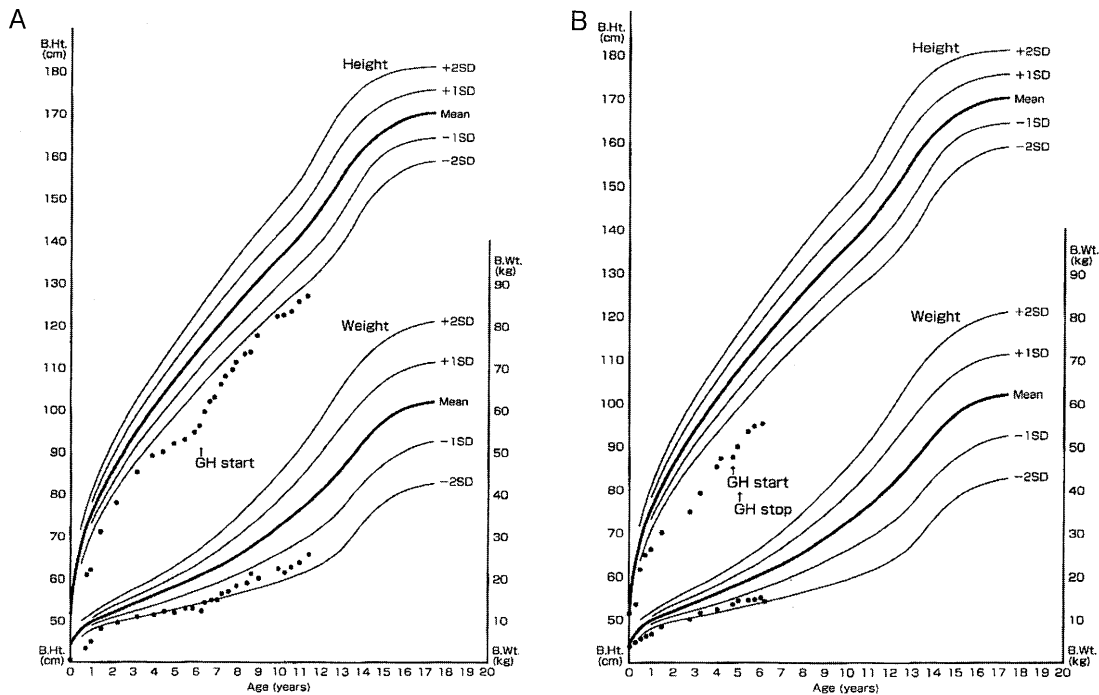 A
B.Ht.
(cm)
180
170
160
150
140
130
120
110
100
90
80
70
60
50
B.Ht.
(cm)
Height
+2SD
+1SD
Mean
-1SD
-2SD
B.Wt.
(kg)
90
80
70
60
50
40
30
20
10
B.Wt.
(kg)
Weight
+2SD
+1SD
Mean
-1SD
-2SD
GH start
0 1 2 3 4 5 6 7 8 9 10 11 12 13 14 15 16 17 18 19 20
Age (years)
B
B.Ht.
(cm)
180
170
160
150
140
130
120
110
100
90
80
70
60
50
B.Ht.
(cm)
Height
+2SD
+1SD
Mean
-1SD
-2SD
B.Wt.
(kg)
90
80
70
60
50
40
30
20
10
B.Wt.
(kg)
Weight
+2SD
+1SD
Mean
-1SD
-2SD
GH start
GH stop
0 1 2 3 4 5 6 7 8 9 10 11 12 13 14 15 16 17 18 19 20
Age (years)